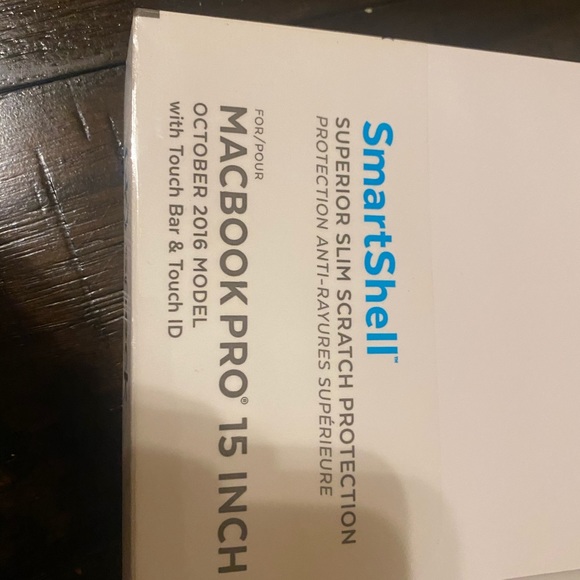 SmartShell™
SUPERIOR SLIM SCRATCH PROTECTION
PROTECTION ANTI-RAYURES SUPÉRIEURE
FOR/POUR
MACBOOK PRO® 15 INCH
OCTOBER 2016 MODEL
with Touch Bar & Touch ID